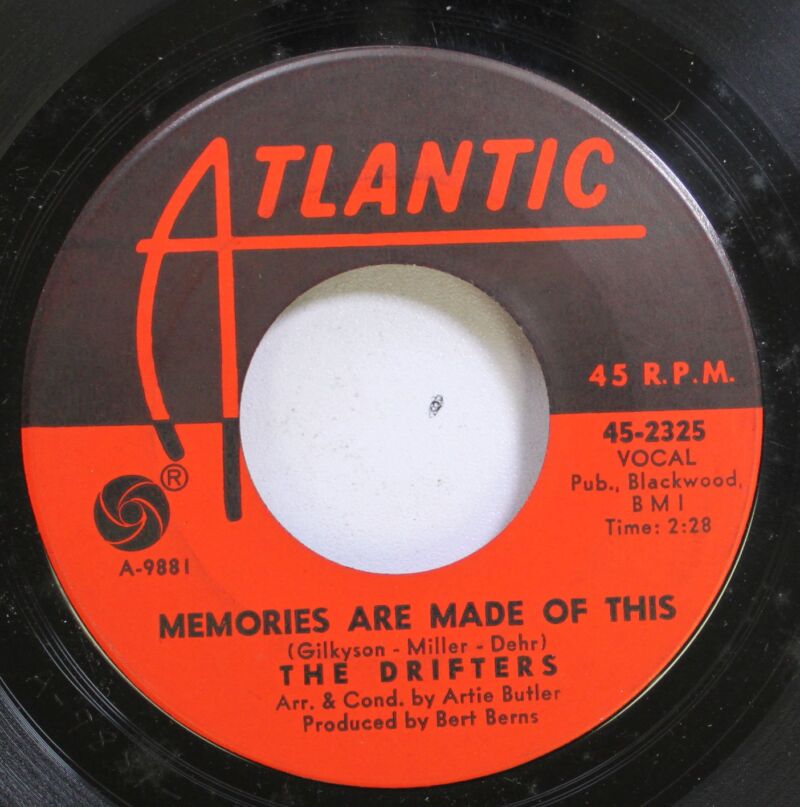 ATLANTIC
45 R.P.M.
45-2325
VOCAL
Pub., Blackwood,
BMI
Time: 2:28
®
A-9881
MEMORIES ARE MADE OF THIS
(Gilkyson - Miller - Dehr)
THE DRIFTERS
Arr. & Cond. by Artie Butler
Produced by Bert Berns